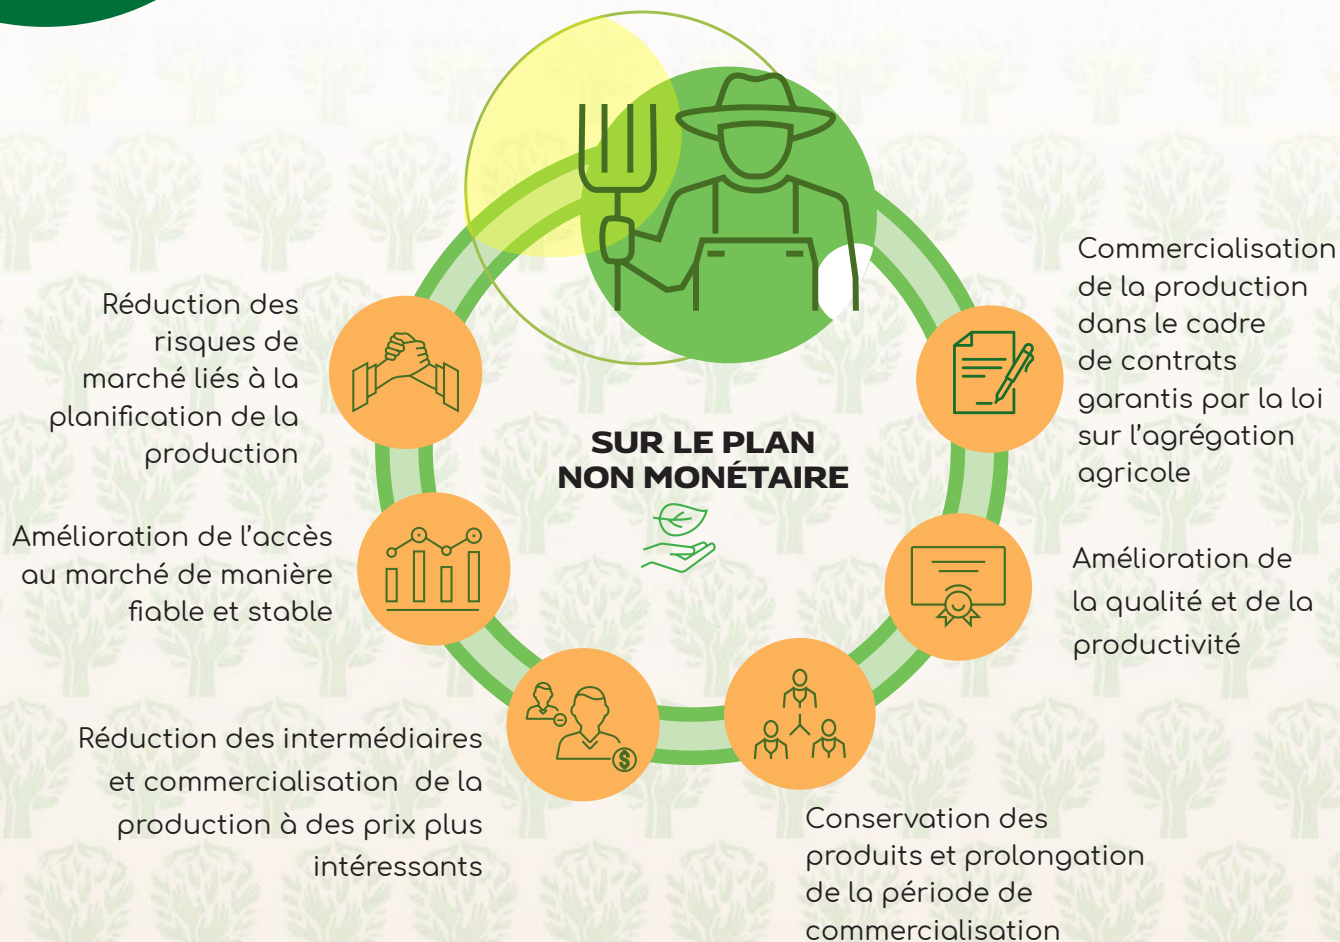 SUR LE PLAN
NON MONÉTAIRE
Commercialisation
de la production
dans le cadre
de contrats
garantis par la loi
sur l'agrégation
agricole
Amélioration de
la qualité et de la
productivité
Conservation des
produits et prolongation
de la période de
commercialisation
Réduction des intermédiaires
et commercialisation de la
production à des prix plus
intéressants
Amélioration de l'accès
au marché de manière
fiable et stable
Réduction des
risques de
marché liés à la
planification de la
production
$